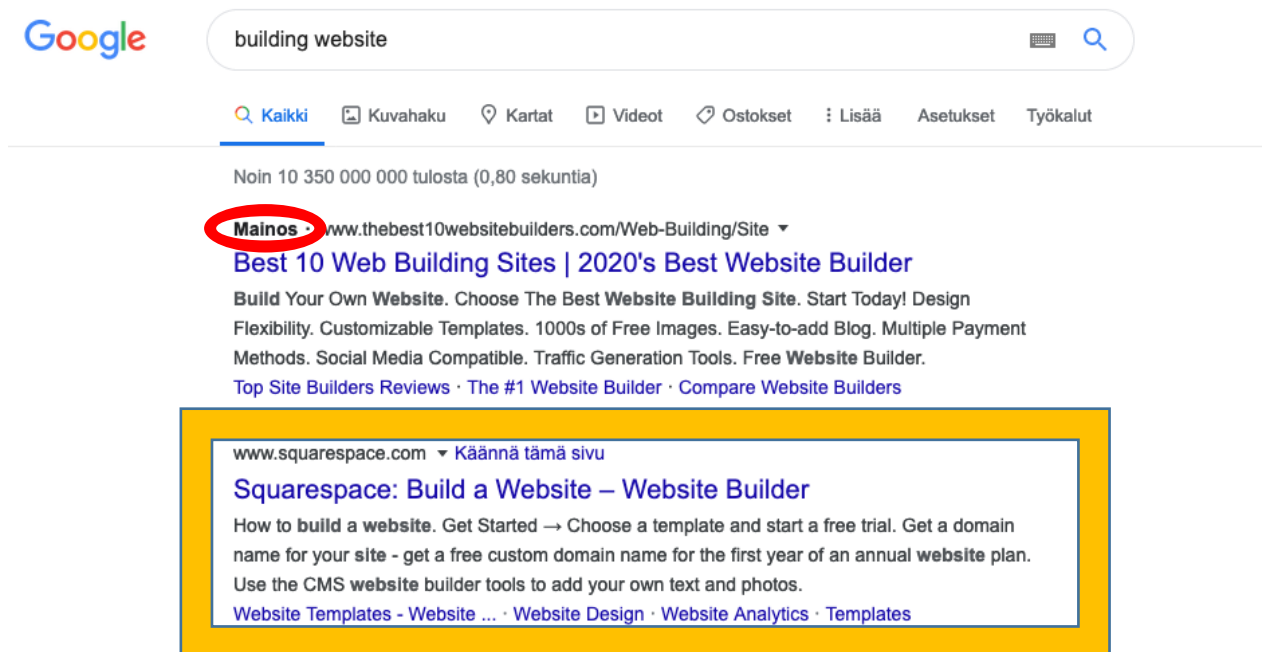 Google
building website
Kaikki Kuvahaku Kartat Videot Ostokset Lisää Asetukset Työkalut
Noin 10 350 000 000 tulosta (0,80 sekuntia)
Mainos · www.thebest10websitebuilders.com/Web-Building/Site
Best 10 Web Building Sites | 2020's Best Website Builder
Build Your Own Website. Choose The Best Website Building Site. Start Today! Design
Flexibility. Customizable Templates. 1000s of Free Images. Easy-to-add Blog. Multiple Payment
Methods. Social Media Compatible. Traffic Generation Tools. Free Website Builder.
Top Site Builders Reviews · The #1 Website Builder · Compare Website Builders
www.squarespace.com Käännä tämä sivu
Squarespace: Build a Website – Website Builder
How to build a website. Get Started → Choose a template and start a free trial. Get a domain
name for your site - get a free custom domain name for the first year of an annual website plan.
Use the CMS website builder tools to add your own text and photos.
Website Templates - Website ... · Website Design · Website Analytics · Templates